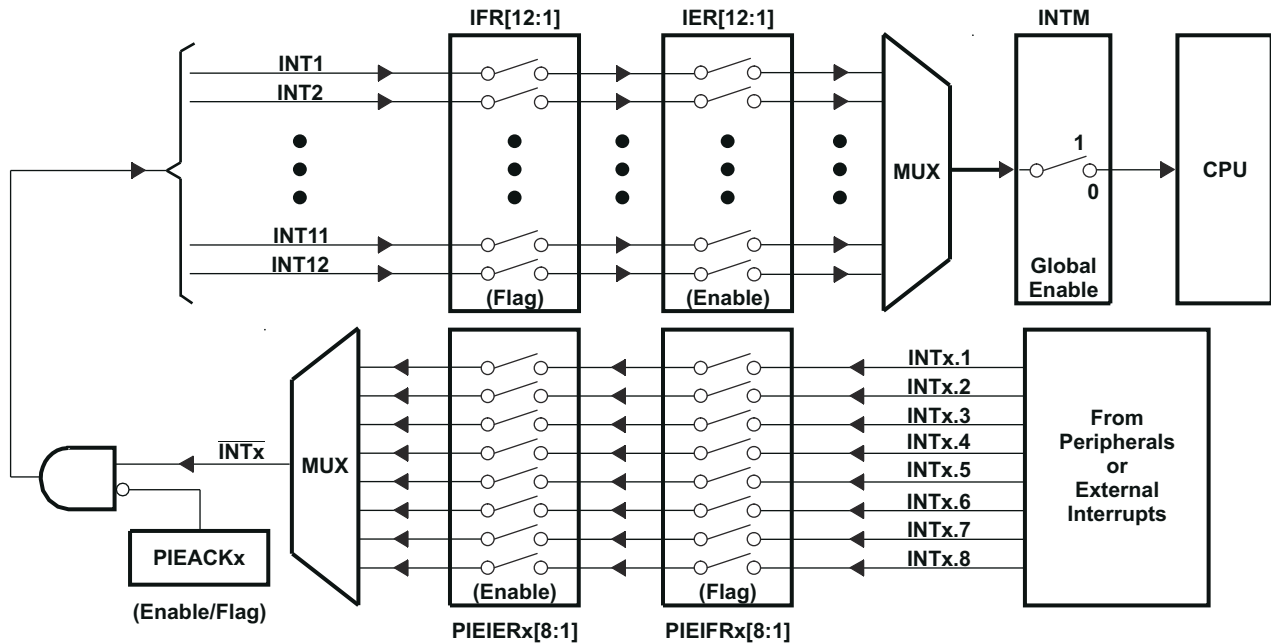 IFR[12:1]
IER[12:1]
INTM
INT1
INT2
1
MUX
CPU
0
INT11
INT12
Global
Enable
(Flag)
(Enable)
INTx.1
INTx.2
INTx.3
INTx.4
INTx.5
INTx.6
INTx.7
INTx.8
From
Peripherals
or
External
Interrupts
INTx
MUX
PIEACKx
(Enable/Flag)
(Enable)
(Flag)
PIEIERx[8:1]
PIEIFRx[8:1]